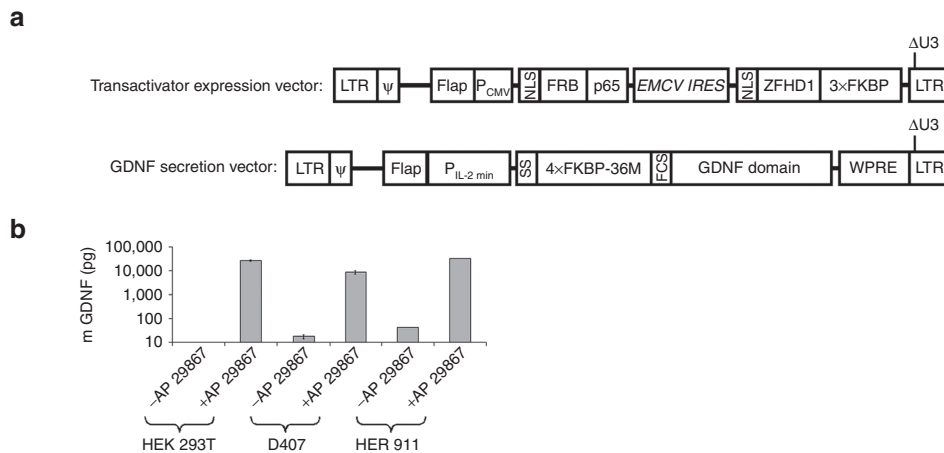 a
ΔU3
Transactivator expression vector: LTR ψ Flap P_CMV NLS FRB p65 EMCV IRES NLS ZFHD1 3×FKBP LTR
ΔU3
GDNF secretion vector: LTR ψ Flap P_IL-2 min SS 4×FKBP-36M FCS GDNF domain WPRE LTR
b
m GDNF (pg)
100,000
10,000
1,000
100
10
–AP 29867 +AP 29867 –AP 29867 +AP 29867 –AP 29867 +AP 29867
HEK 293T D407 HER 911